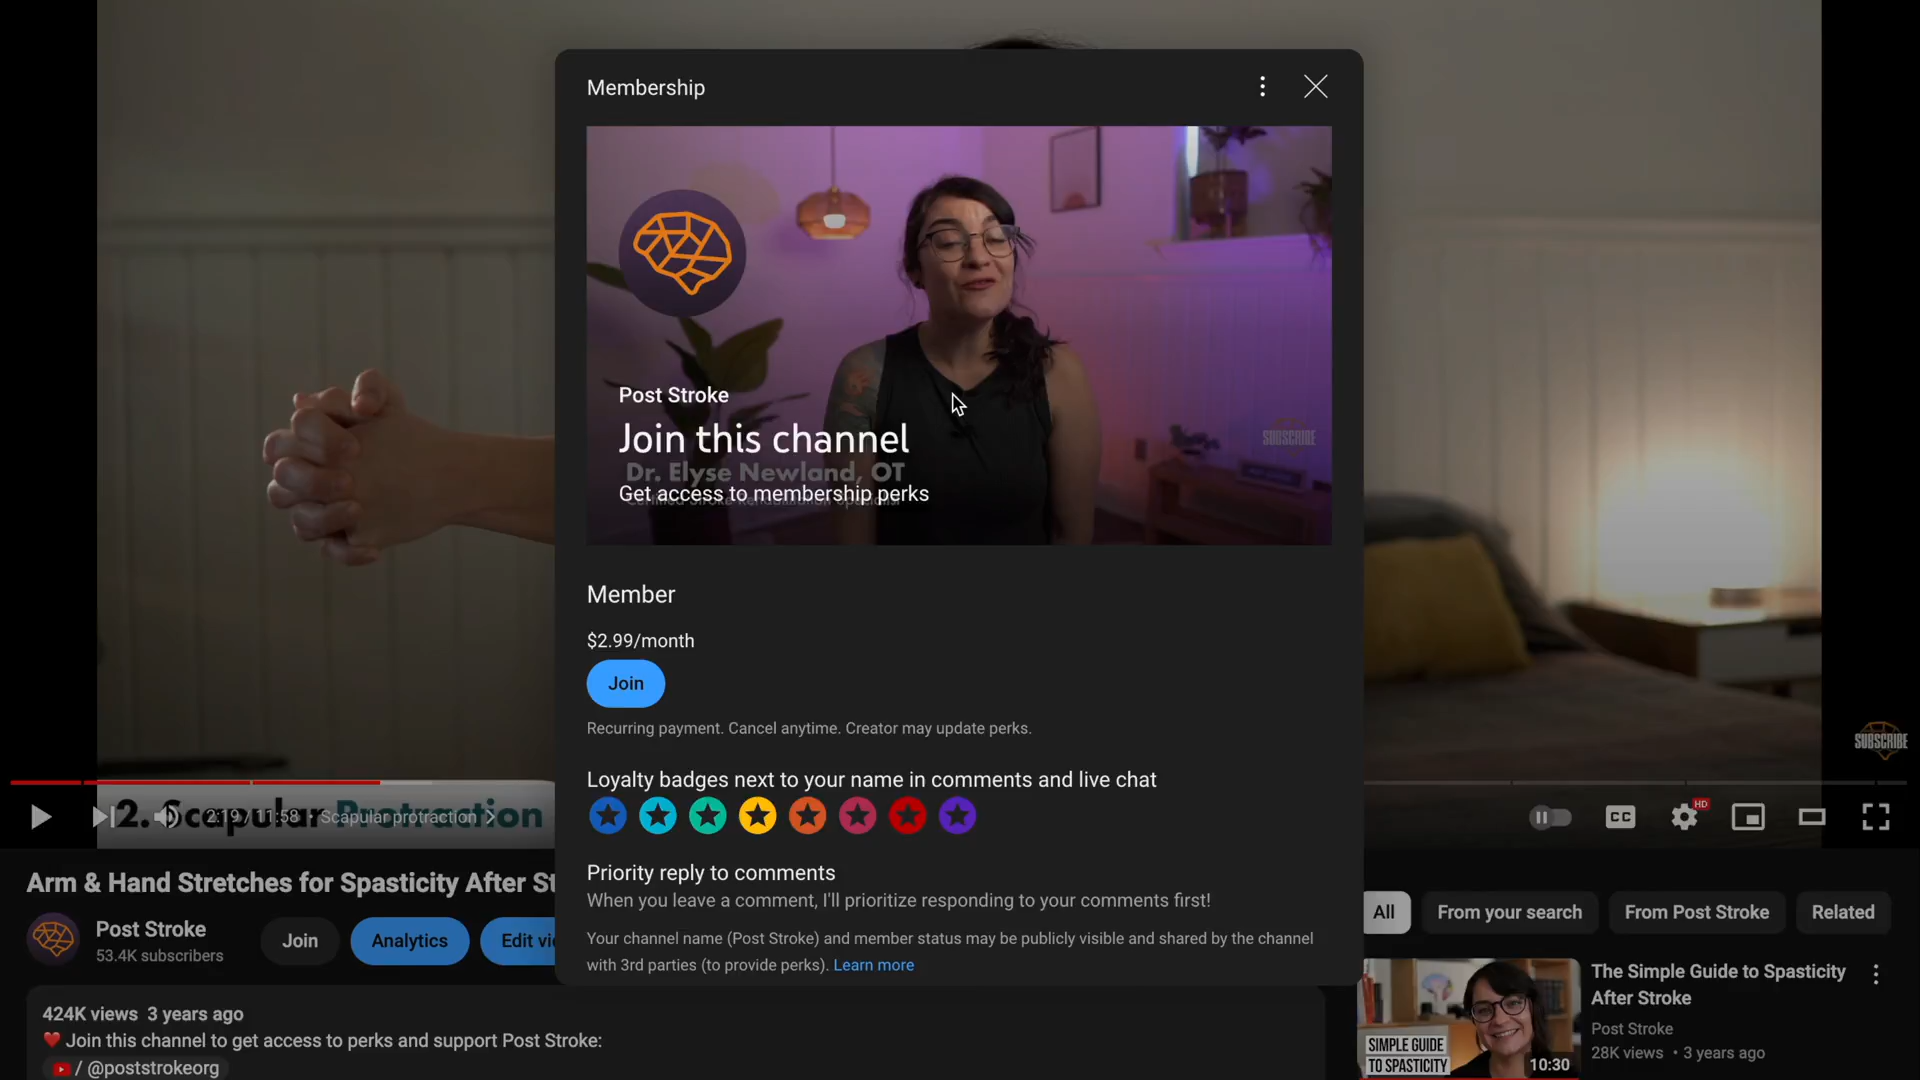 Membership
SUBSCRIBE
Post Stroke
Join this channel
Dr. Elyse Newland, OT
Get access to membership perks
Member
$2.99/month
Join
Recurring payment. Cancel anytime. Creator may update perks.
Loyalty badges next to your name in comments and live chat
Priority reply to comments
When you leave a comment, I'll prioritize responding to your comments first!
Your channel name (Post Stroke) and member status may be publicly visible and shared by the channel
with 3rd parties (to provide perks). Learn more
SUBSCRIBE
2. Scapular Protraction
2:19 / 11:58 • Scapular protraction >
CC
HD
Arm & Hand Stretches for Spasticity After St
Post Stroke
53.4K subscribers
Join
Analytics
Edit vi
424K views 3 years ago
❤️ Join this channel to get access to perks and support Post Stroke:
/ @poststrokeorg
All
From your search
From Post Stroke
Related
SIMPLE GUIDE
TO SPASTICITY
10:30
The Simple Guide to Spasticity
After Stroke
Post Stroke
28K views • 3 years ago